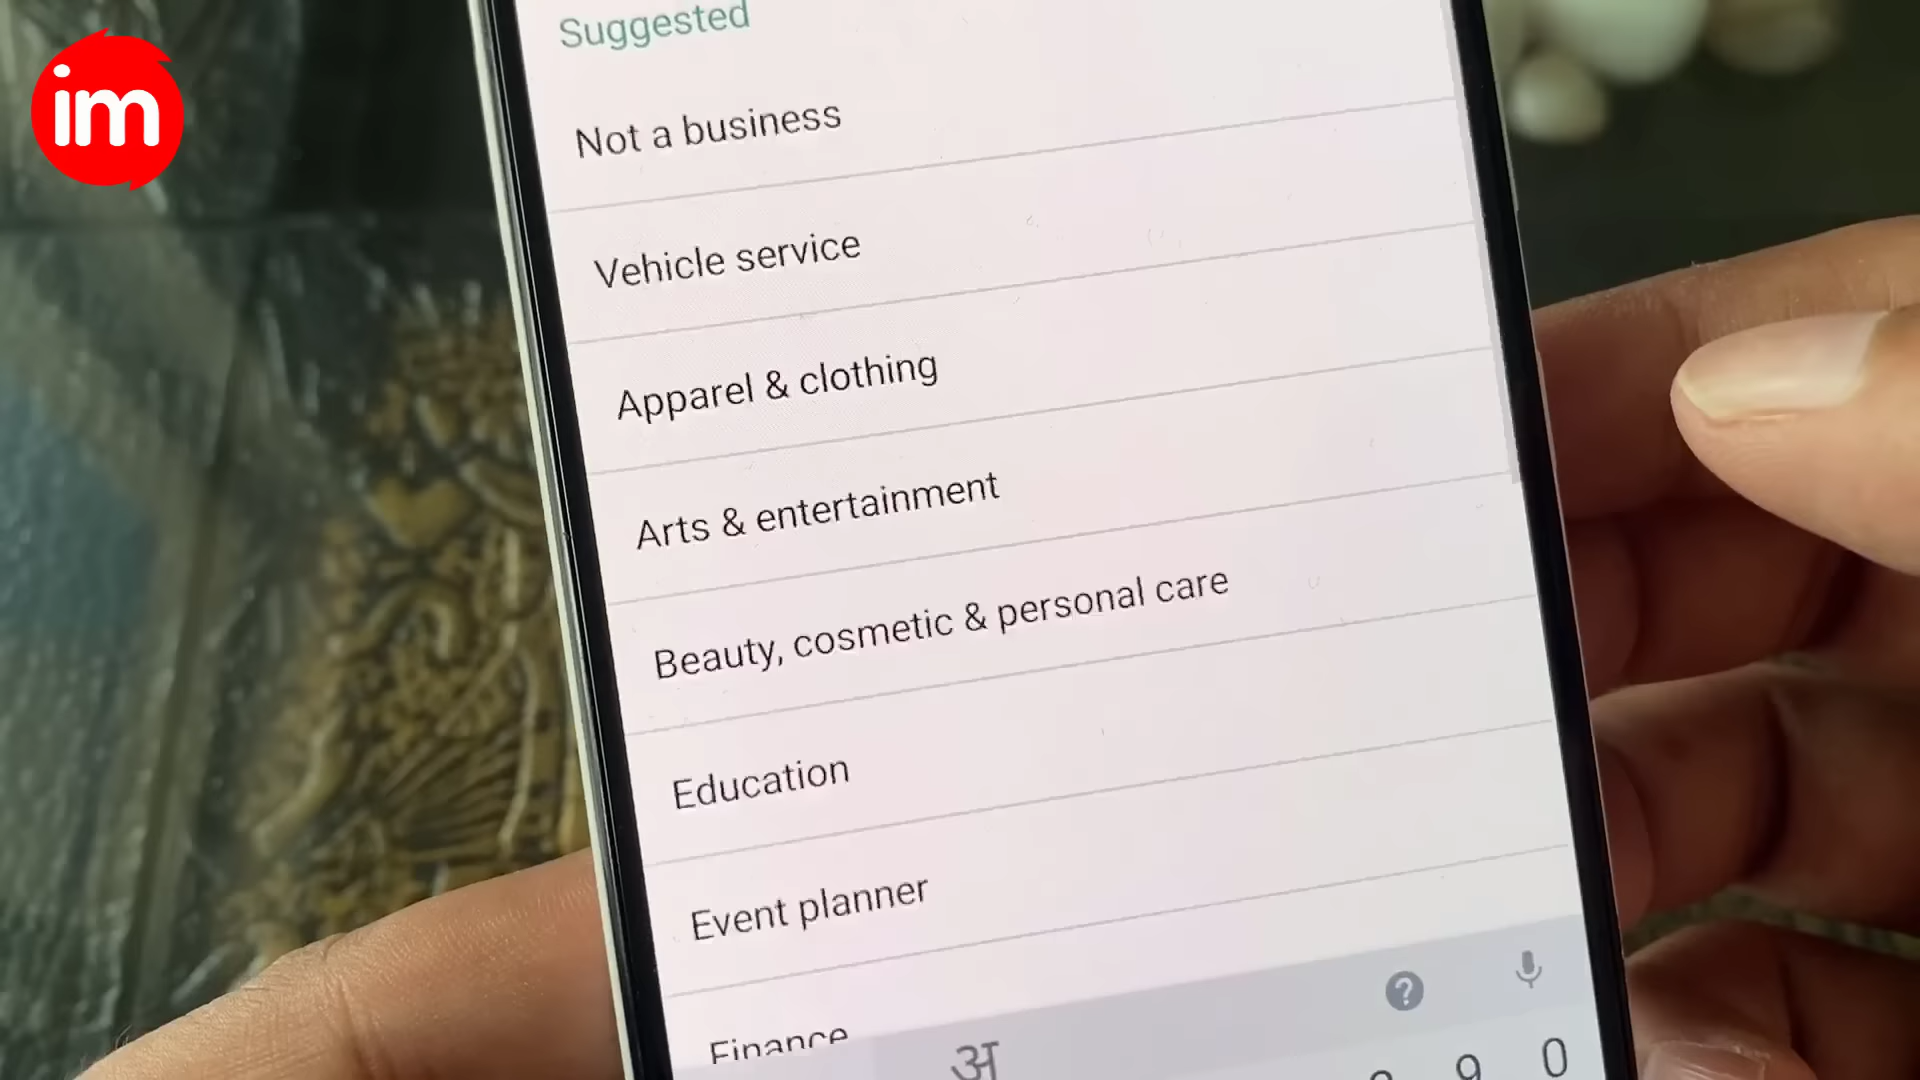 im
Suggested
Not a business
Vehicle service
Apparel & clothing
Arts & entertainment
Beauty, cosmetic & personal care
Education
Event planner
Finance
?
अ
9 0